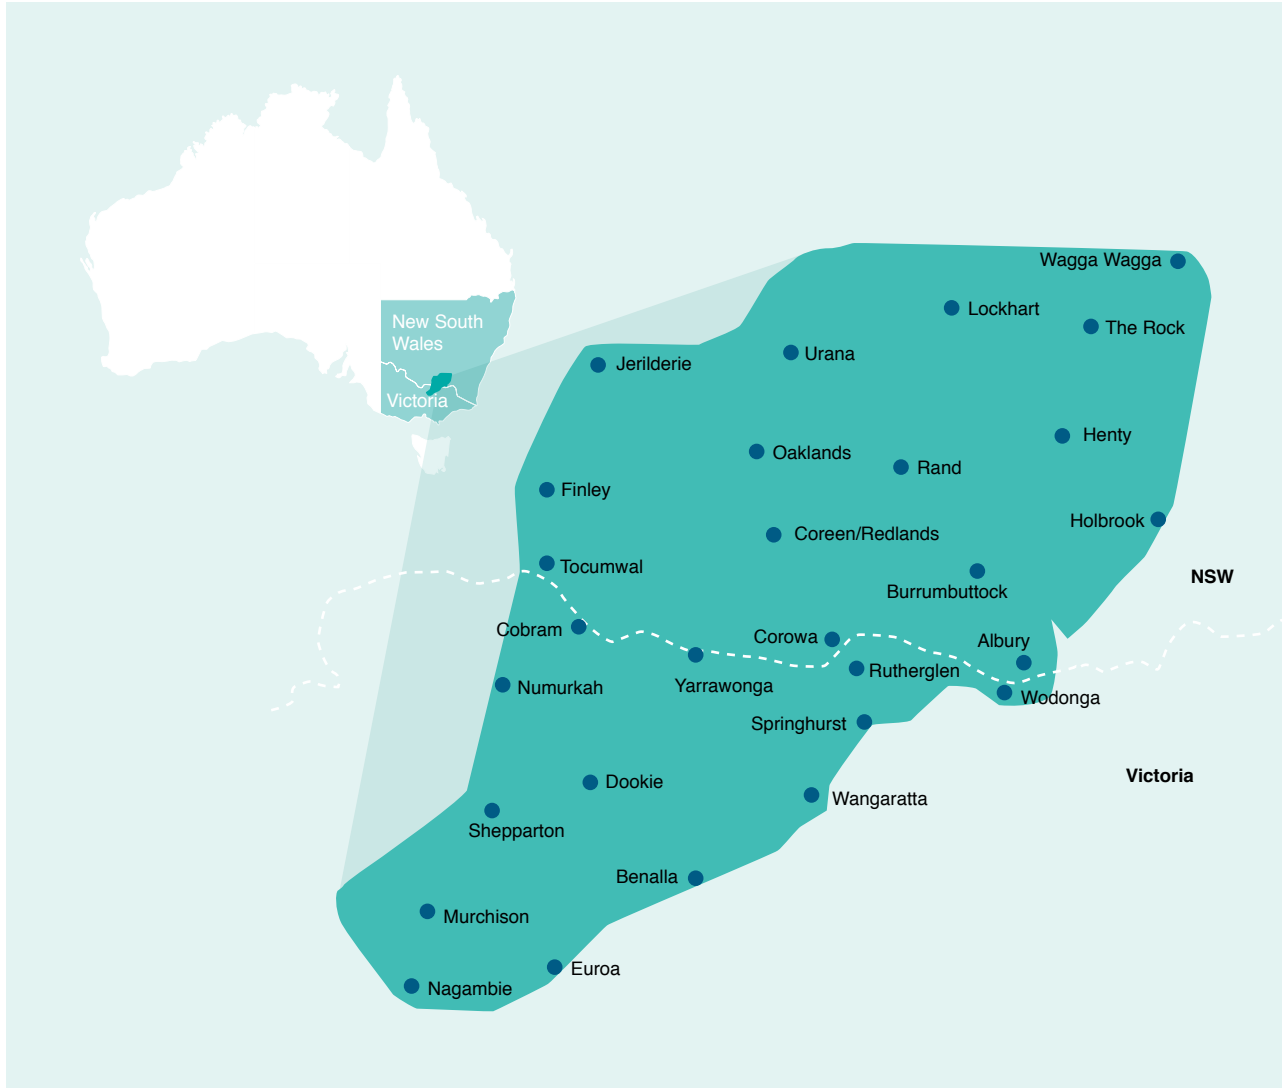 Wagga Wagga
Lockhart
New South
Wales
The Rock
Urana
Jerilderie
Victoria
Henty
Oaklands
Rand
Finley
Holbrook
Coreen/Redlands
Tocumwal
NSW
Burrumbuttock
Cobram
Corowa
Albury
Rutherglen
Yarrawonga
Numurkah
Wodonga
Springhurst
Victoria
Dookie
Wangaratta
Shepparton
Benalla
Murchison
Euroa
Nagambie